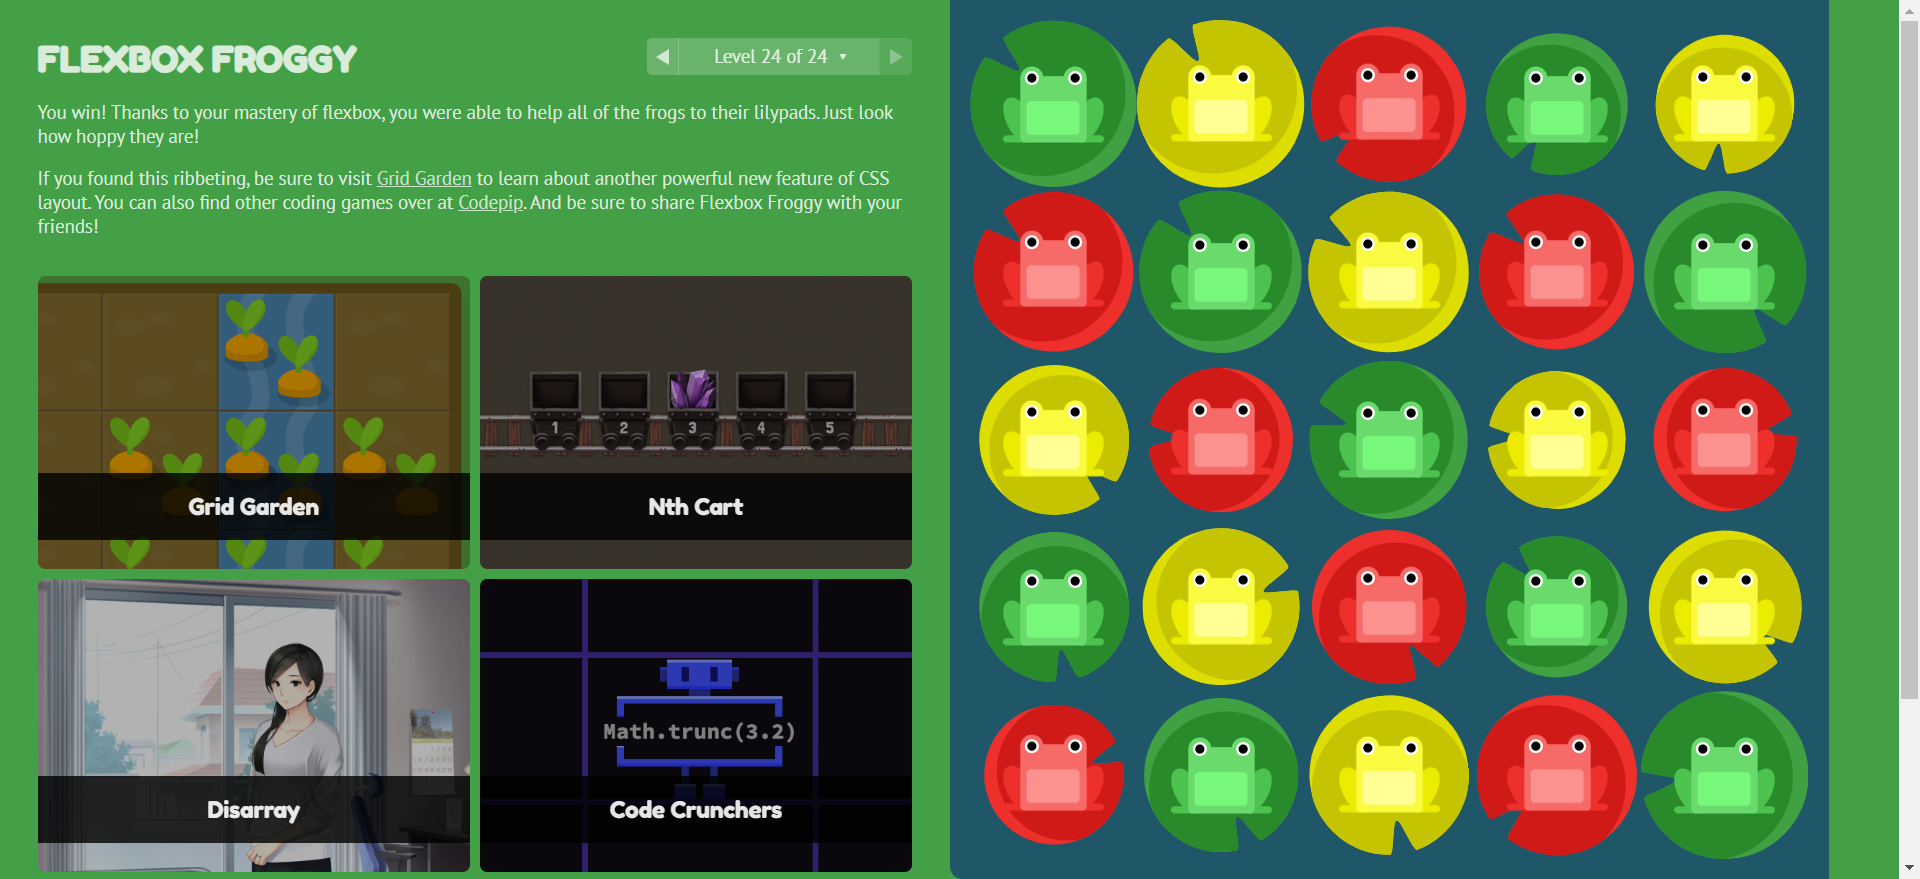 FLEXBOX FROGGY
Level 24 of 24
You win! Thanks to your mastery of flexbox, you were able to help all of the frogs to their lilypads. Just look
how hoppy they are!
If you found this ribbeting, be sure to visit Grid Garden to learn about another powerful new feature of CSS
layout. You can also find other coding games over at Codepip. And be sure to share Flexbox Froggy with your
friends!
Grid Garden
1 2 3 4 5
Nth Cart
Disarray
Math.trunc(3.2)
Code Crunchers